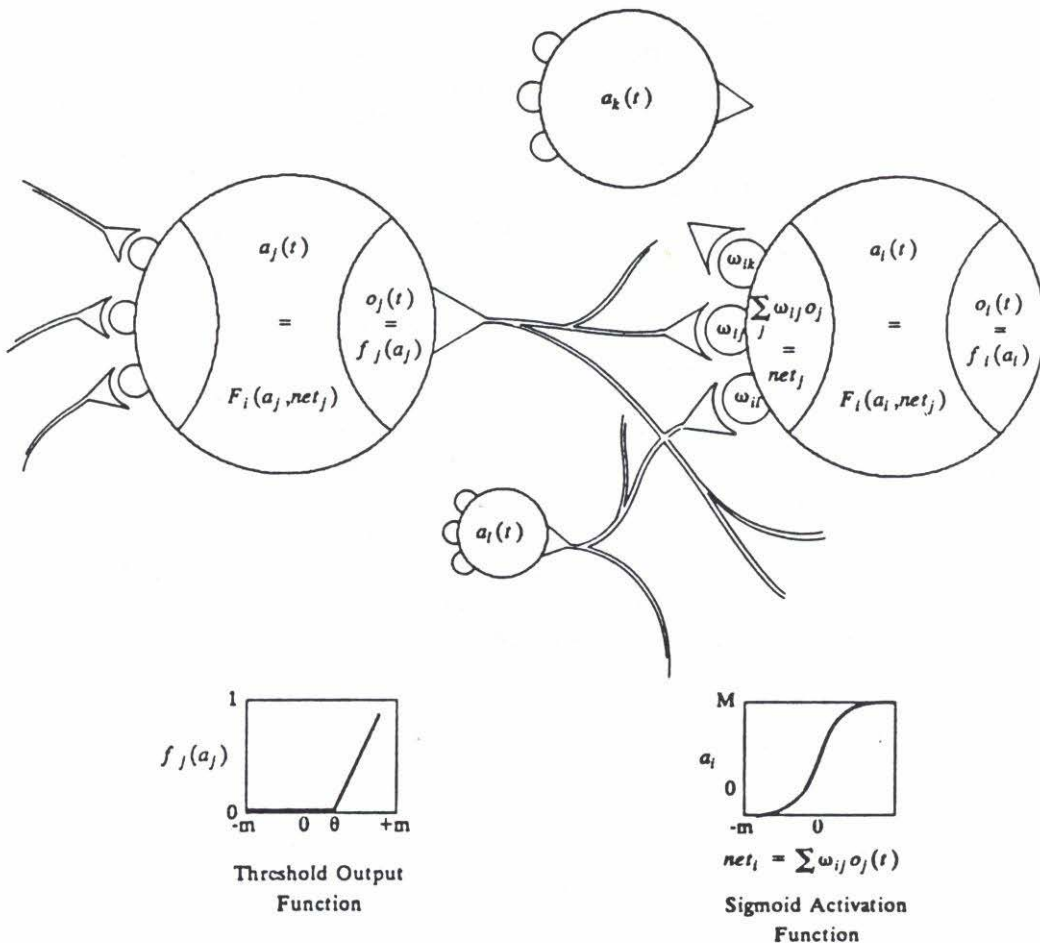 a_k(t)
a_j(t)
=
F_i(a_j,net_j)
o_j(t)
=
f_j(a_j)
ω_ik
ω_ij
ω_il
∑_j ω_ij o_j
=
net_j
a_i(t)
=
F_i(a_i,net_j)
o_i(t)
=
f_i(a_i)
a_l(t)
1
f_j(a_j)
0
-m 0 θ +m
Threshold Output
Function
M
a_i
0
-m 0
net_i = ∑ω_ij o_j(t)
Sigmoid Activation
Function